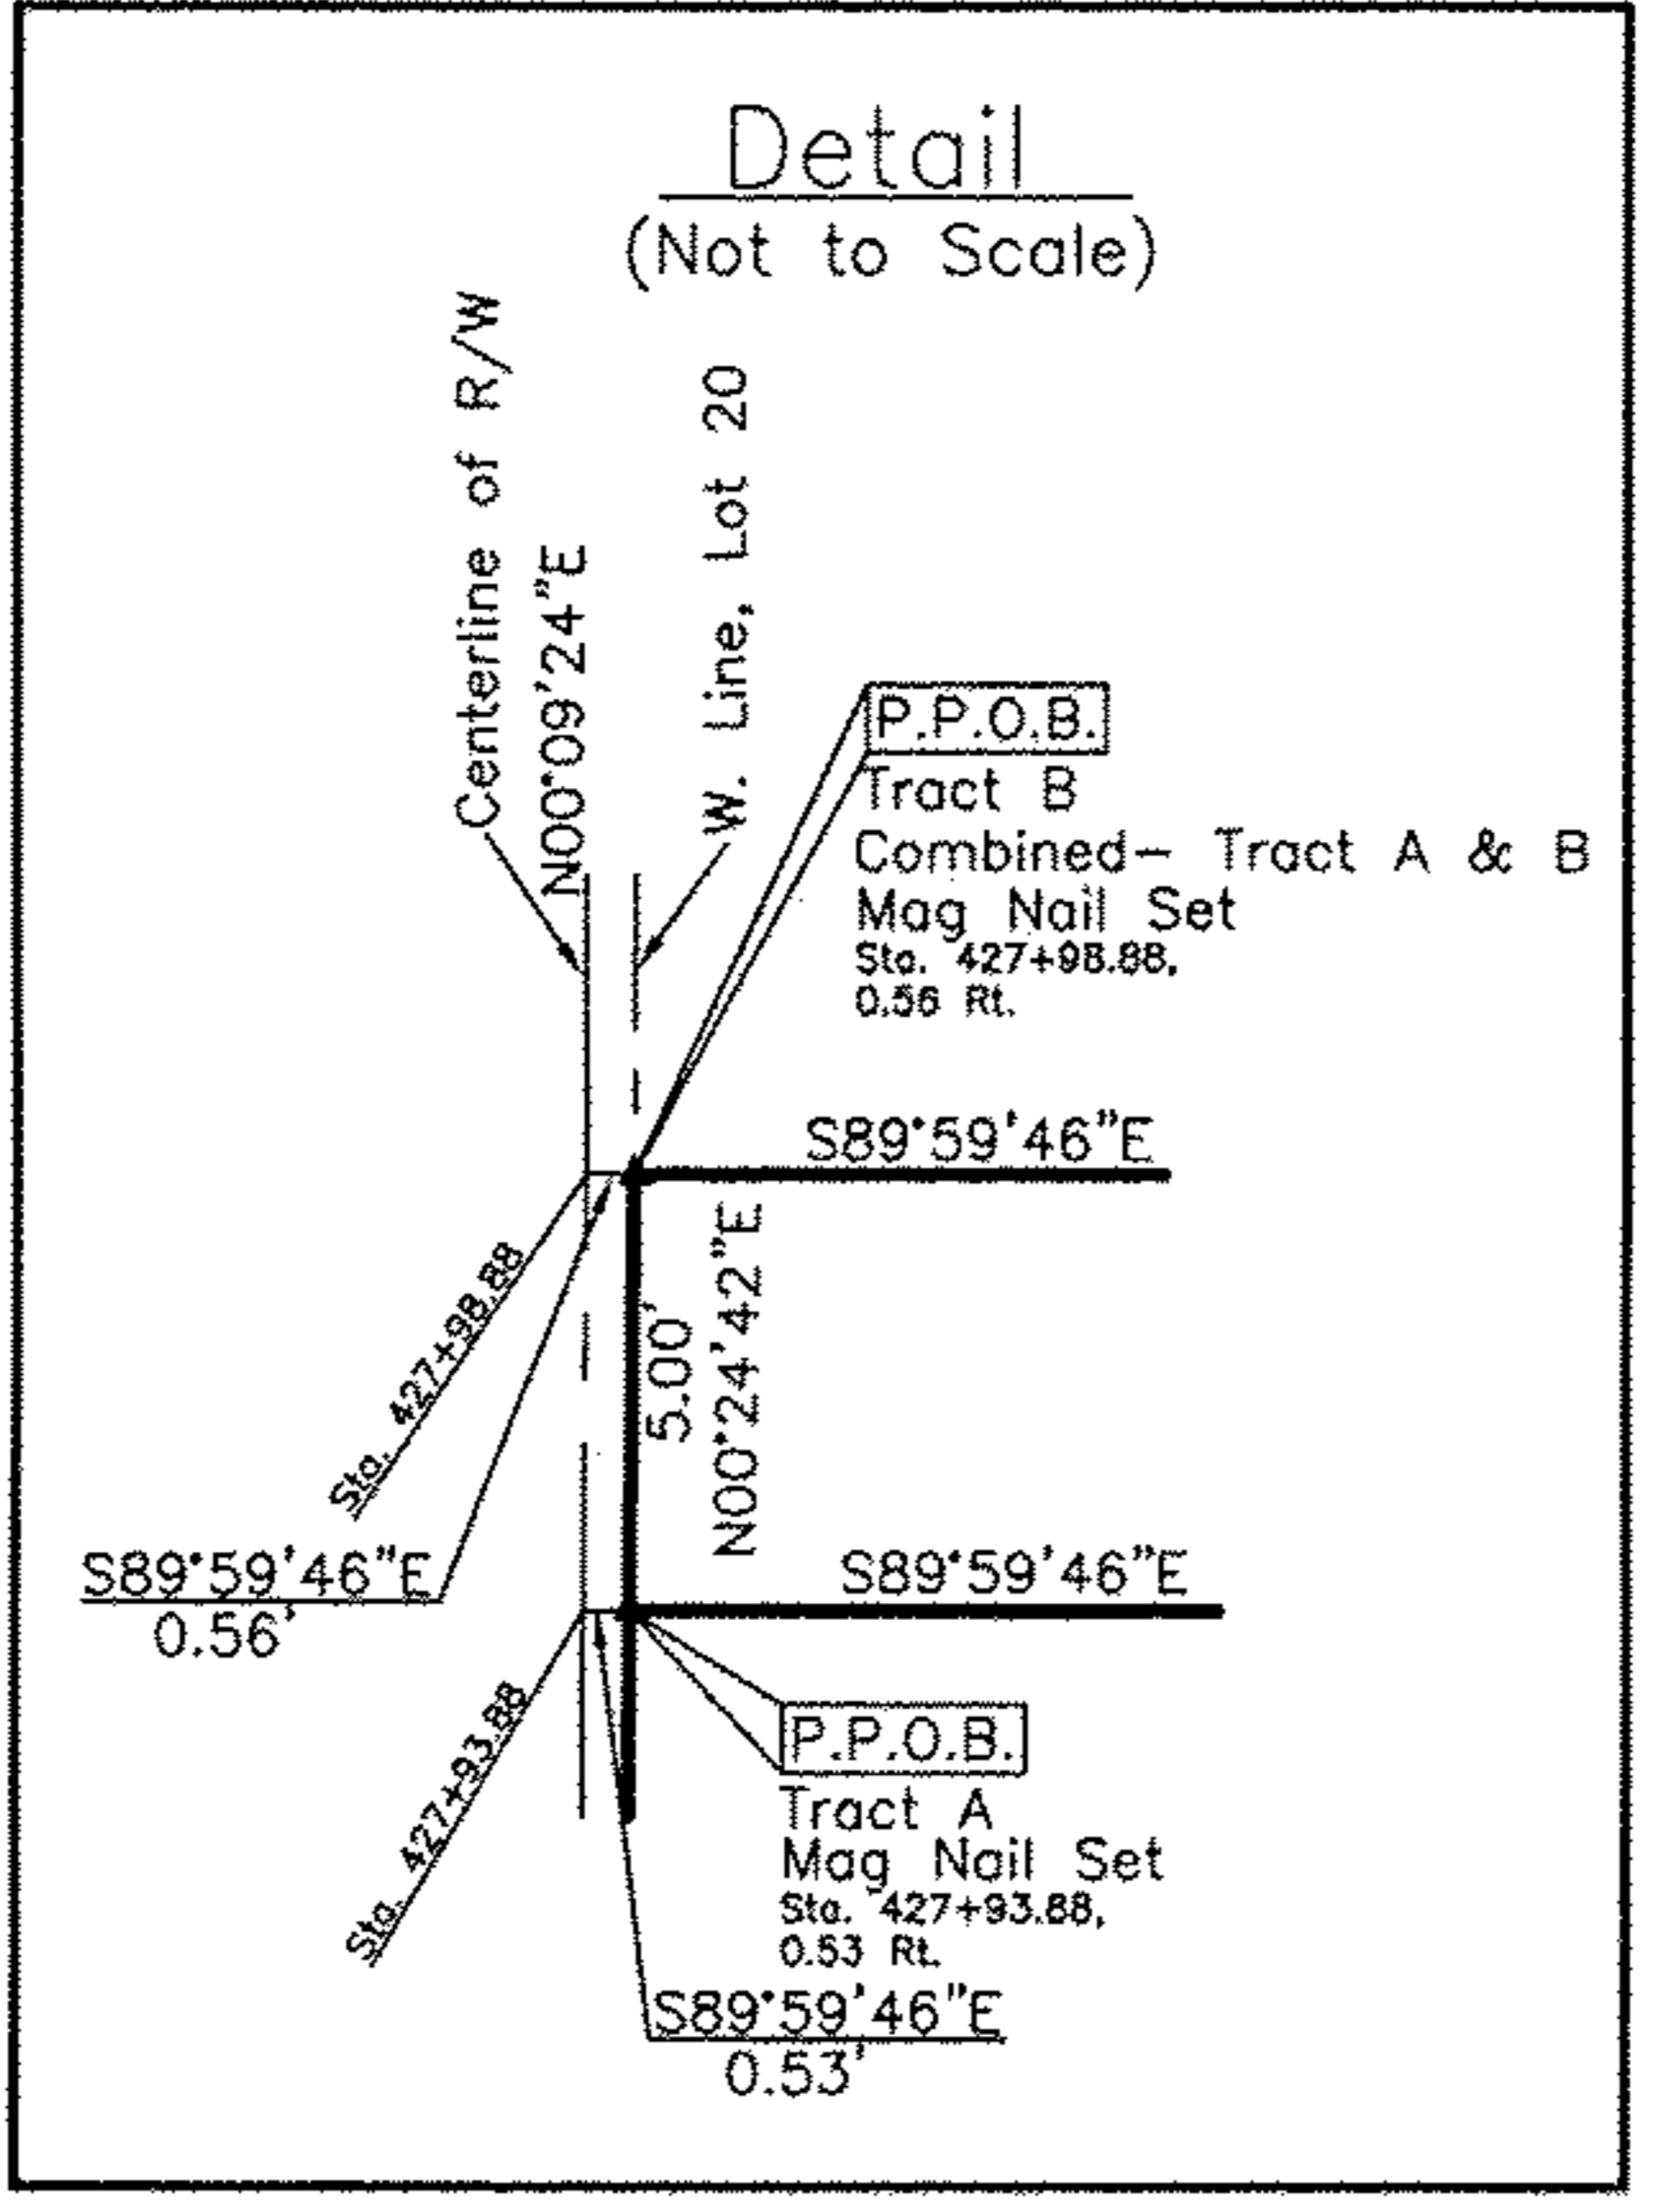 Detail
(Not to Scale)
Centerline of R/W
N00°09'24"E
W. Line, Lot 20
P.P.O.B.
Tract B
Combined- Tract A & B
Mag Nail Set
Sta. 427+98.88,
0.56 Rt.
S89°59'46"E
Sta. 427+98.88
5.00'
N00°24'42"E
S89°59'46"E
0.56'
S89°59'46"E
Sta. 427+93.88
P.P.O.B.
Tract A
Mag Nail Set
Sta. 427+93.88,
0.53 Rt.
S89°59'46"E
0.53'